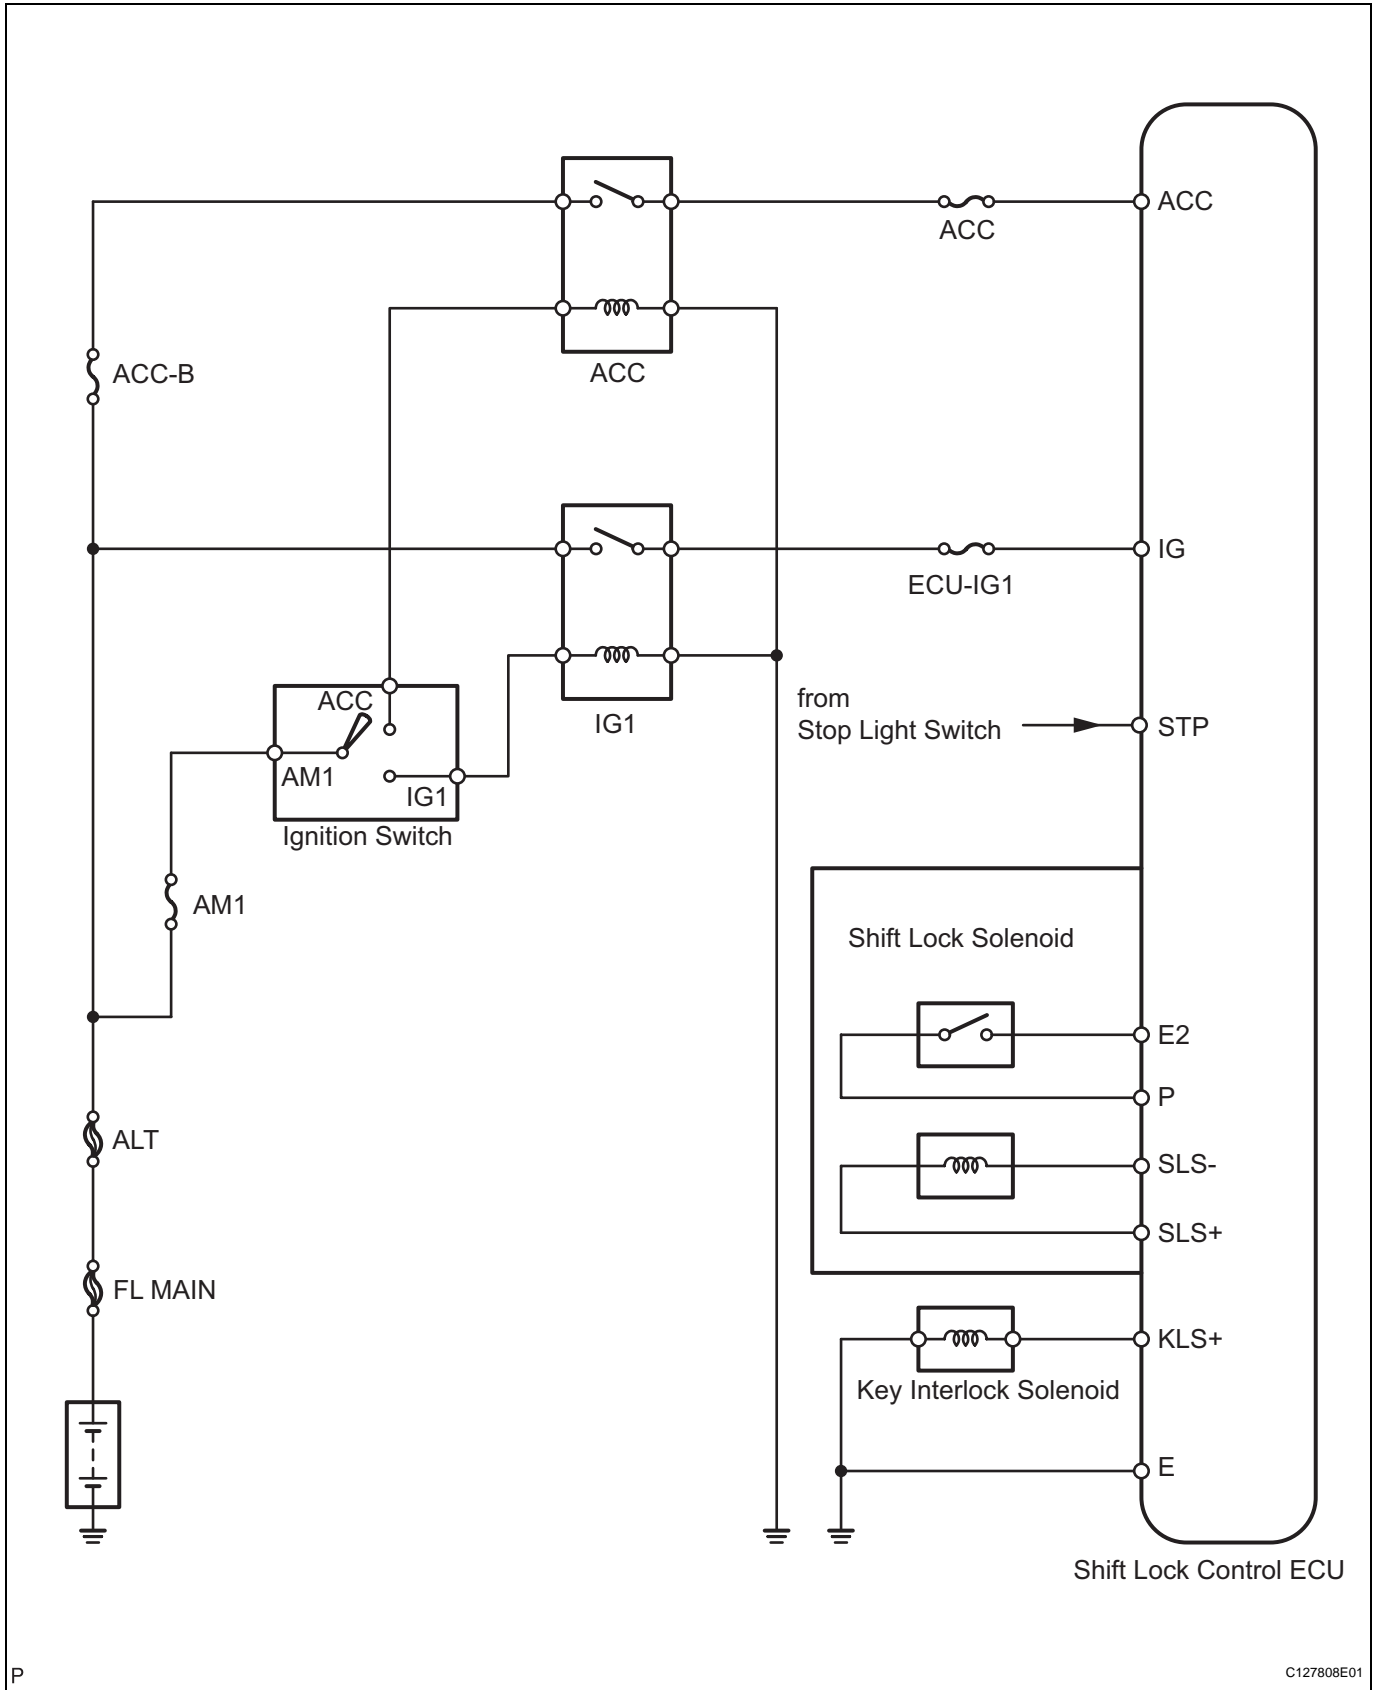 ACC
ACC
ACC
ACC-B
IG
ECU-IG1
ACC
IG1
from
Stop Light Switch
STP
AM1
IG1
Ignition Switch
AM1
Shift Lock Solenoid
E2
P
ALT
SLS-
SLS+
FL MAIN
KLS+
Key Interlock Solenoid
E
Shift Lock Control ECU
P
C127808E01